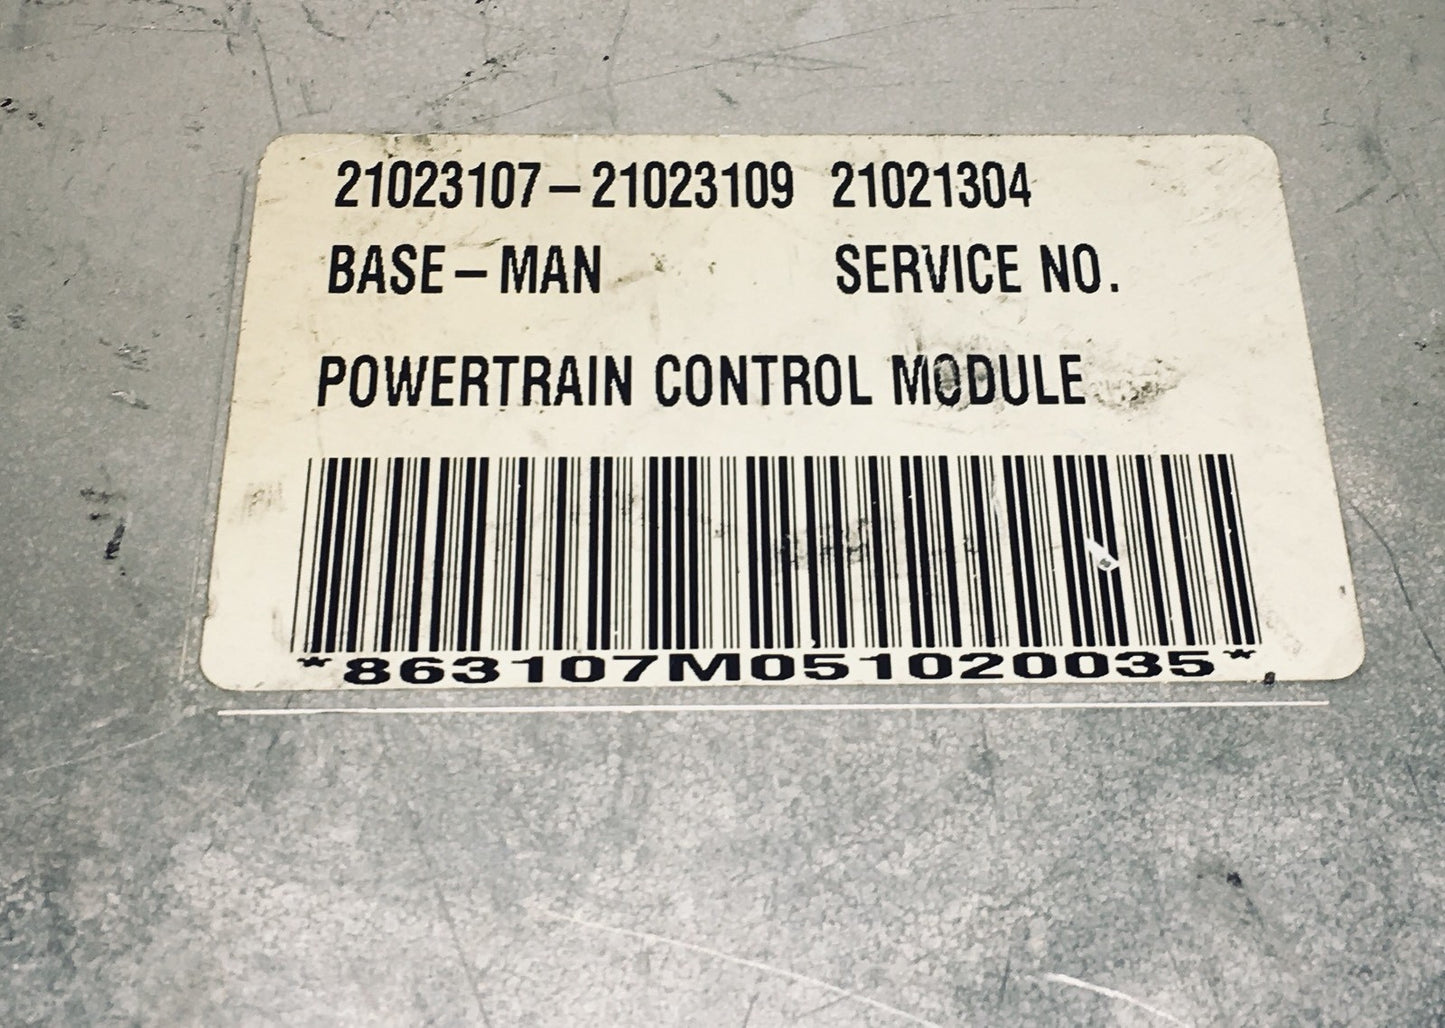 21023107-21023109 21021304
BASE-MAN SERVICE NO.
POWERTRAIN CONTROL MODULE
*863107M051020035*